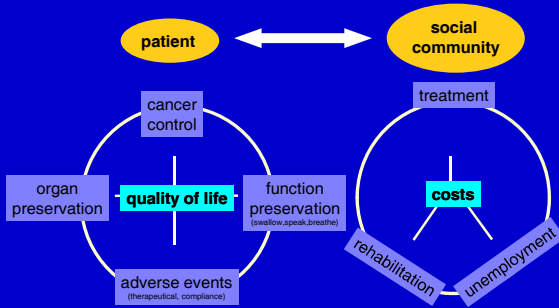 patient
social
community
cancer
control
treatment
organ
preservation
quality of life
function
preservation
(swallow,speak,breathe)
costs
adverse events
(therapeutical, compliance)
rehabilitation
unemployment